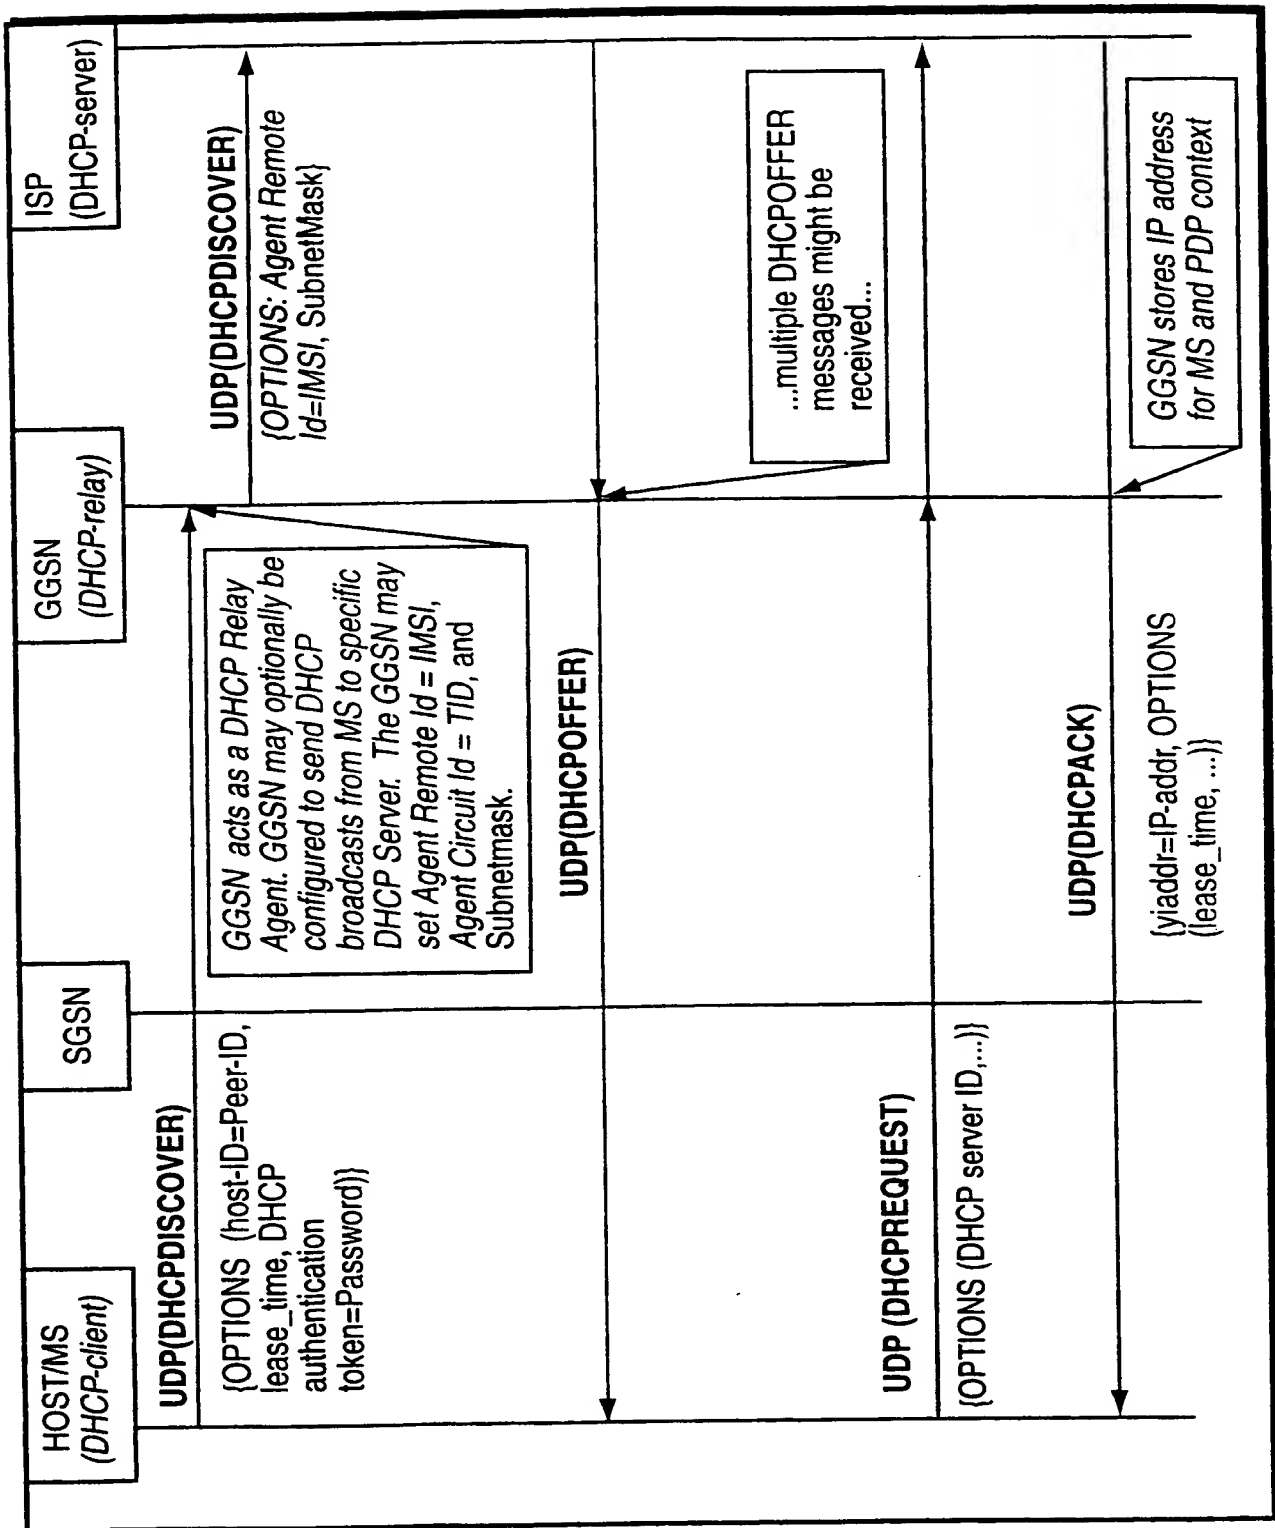 HOST/MS
(DHCP-client)
SGSN
GGSN
(DHCP-relay)
ISP
(DHCP-server)
UDP(DHCPDISCOVER)
{OPTIONS (host-ID=Peer-ID,
lease_time, DHCP
authentication
token=Password)}
GGSN acts as a DHCP Relay
Agent. GGSN may optionally be
configured to send DHCP
broadcasts from MS to specific
DHCP Server. The GGSN may
set Agent Remote Id = IMSI,
Agent Circuit Id = TID, and
Subnetmask.
UDP(DHCPDISCOVER)
{OPTIONS: Agent Remote
Id=IMSI, SubnetMask}
UDP(DHCPOFFER)
...multiple DHCPOFFER
messages might be
received...
UDP (DHCPREQUEST)
{OPTIONS (DHCP server ID,...)}
UDP(DHCPACK)
{yiaddr=IP-addr, OPTIONS
(lease_time, ...)}
GGSN stores IP address
for MS and PDP context